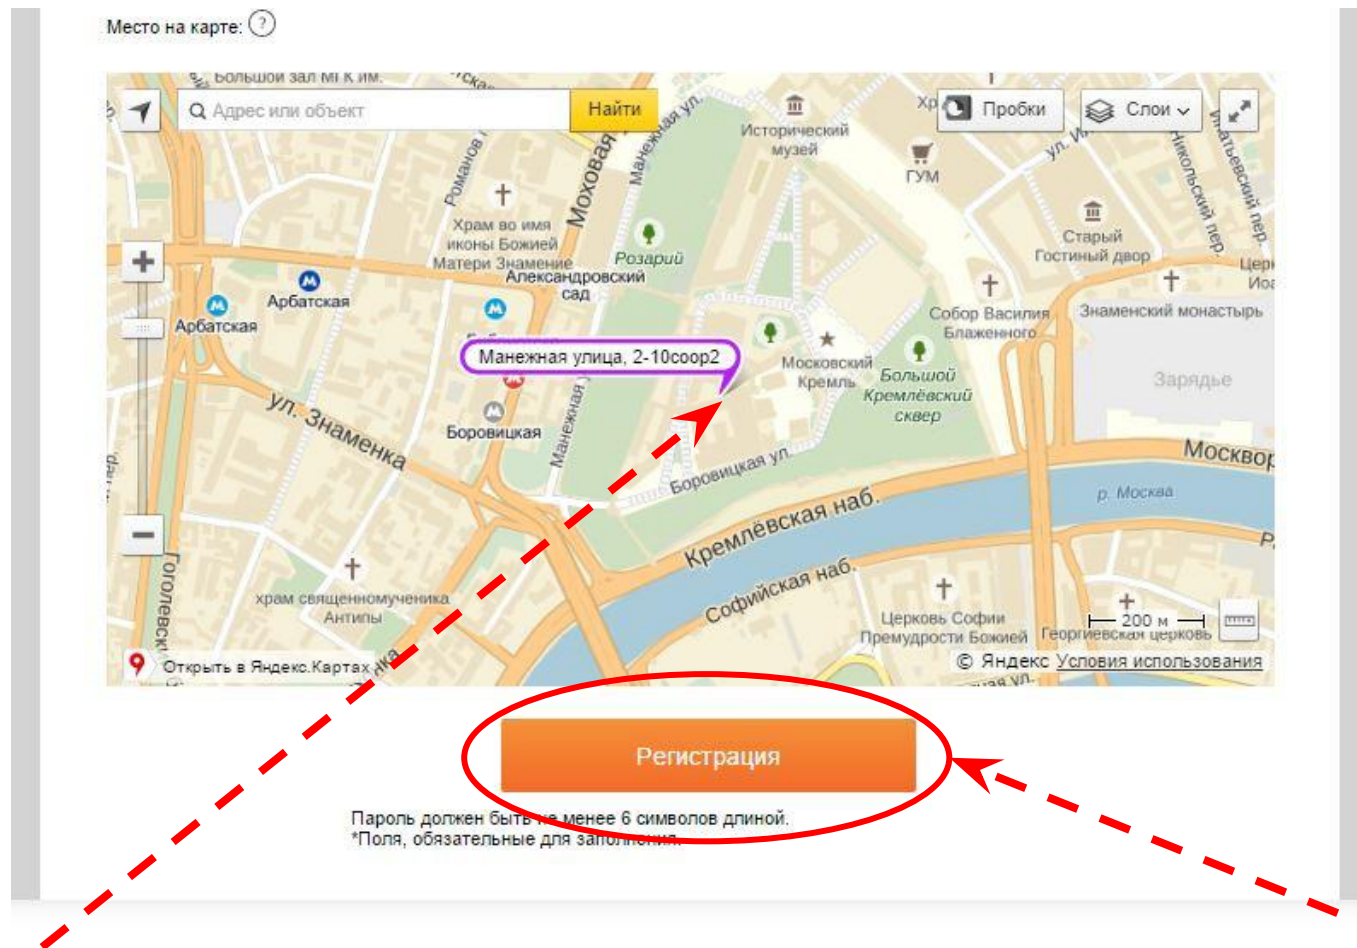 Место на карте: ?
Большой зал МГК им.
Адрес или объект
Найти
Пробки
Слои
Романов
Моховая
Манежная ул.
Исторический
музей
ГУМ
Никольский пер.
Старый
Гостиный двор
Храм во имя
иконы Божией
Матери Знамение
Розарий
Александровский
сад
Арбатская
Арбатская
Собор Василия
Блаженного
Знаменский монастырь
Манежная улица, 2-10соор2
Московский
Кремль
Большой
Кремлёвский
сквер
Зарядье
ул. Знаменка
Боровицкая
Манежная
Боровицкая ул.
Москвор
р. Москва
Кремлёвская наб.
Софийская наб.
Гоголевск
храм священномученика
Антипы
Церковь Софии
Премудрости Божией
Георгиевская церковь
200 м
Открыть в Яндекс.Картах
© Яндекс Условия использования
Регистрация
Пароль должен быть не менее 6 символов длиной.
*Поля, обязательные для заполнения.